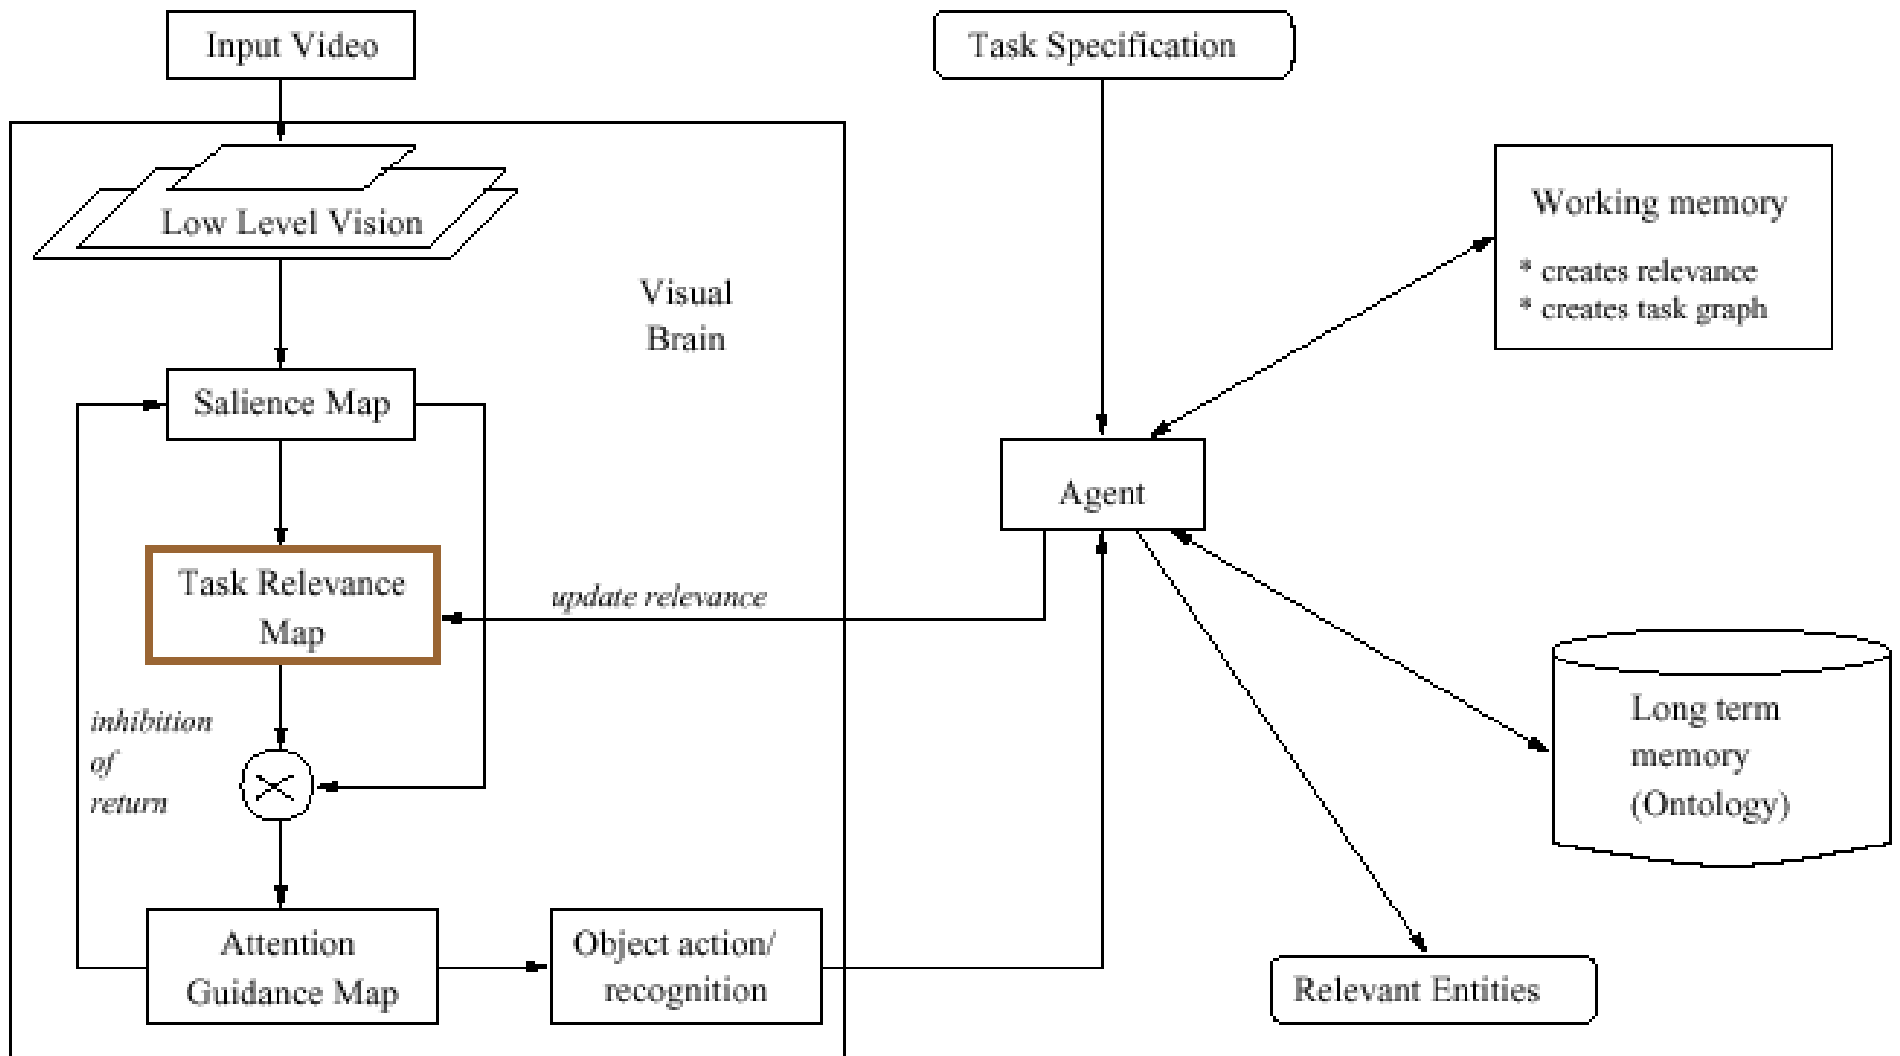 Input Video
Task Specification
Low Level Vision
Visual
Brain
Working memory
* creates relevance
* creates task graph
Salience Map
Agent
Task Relevance
Map
update relevance
inhibition
of
return
Long term
memory
(Ontology)
Attention
Guidance Map
Object action/
recognition
Relevant Entities